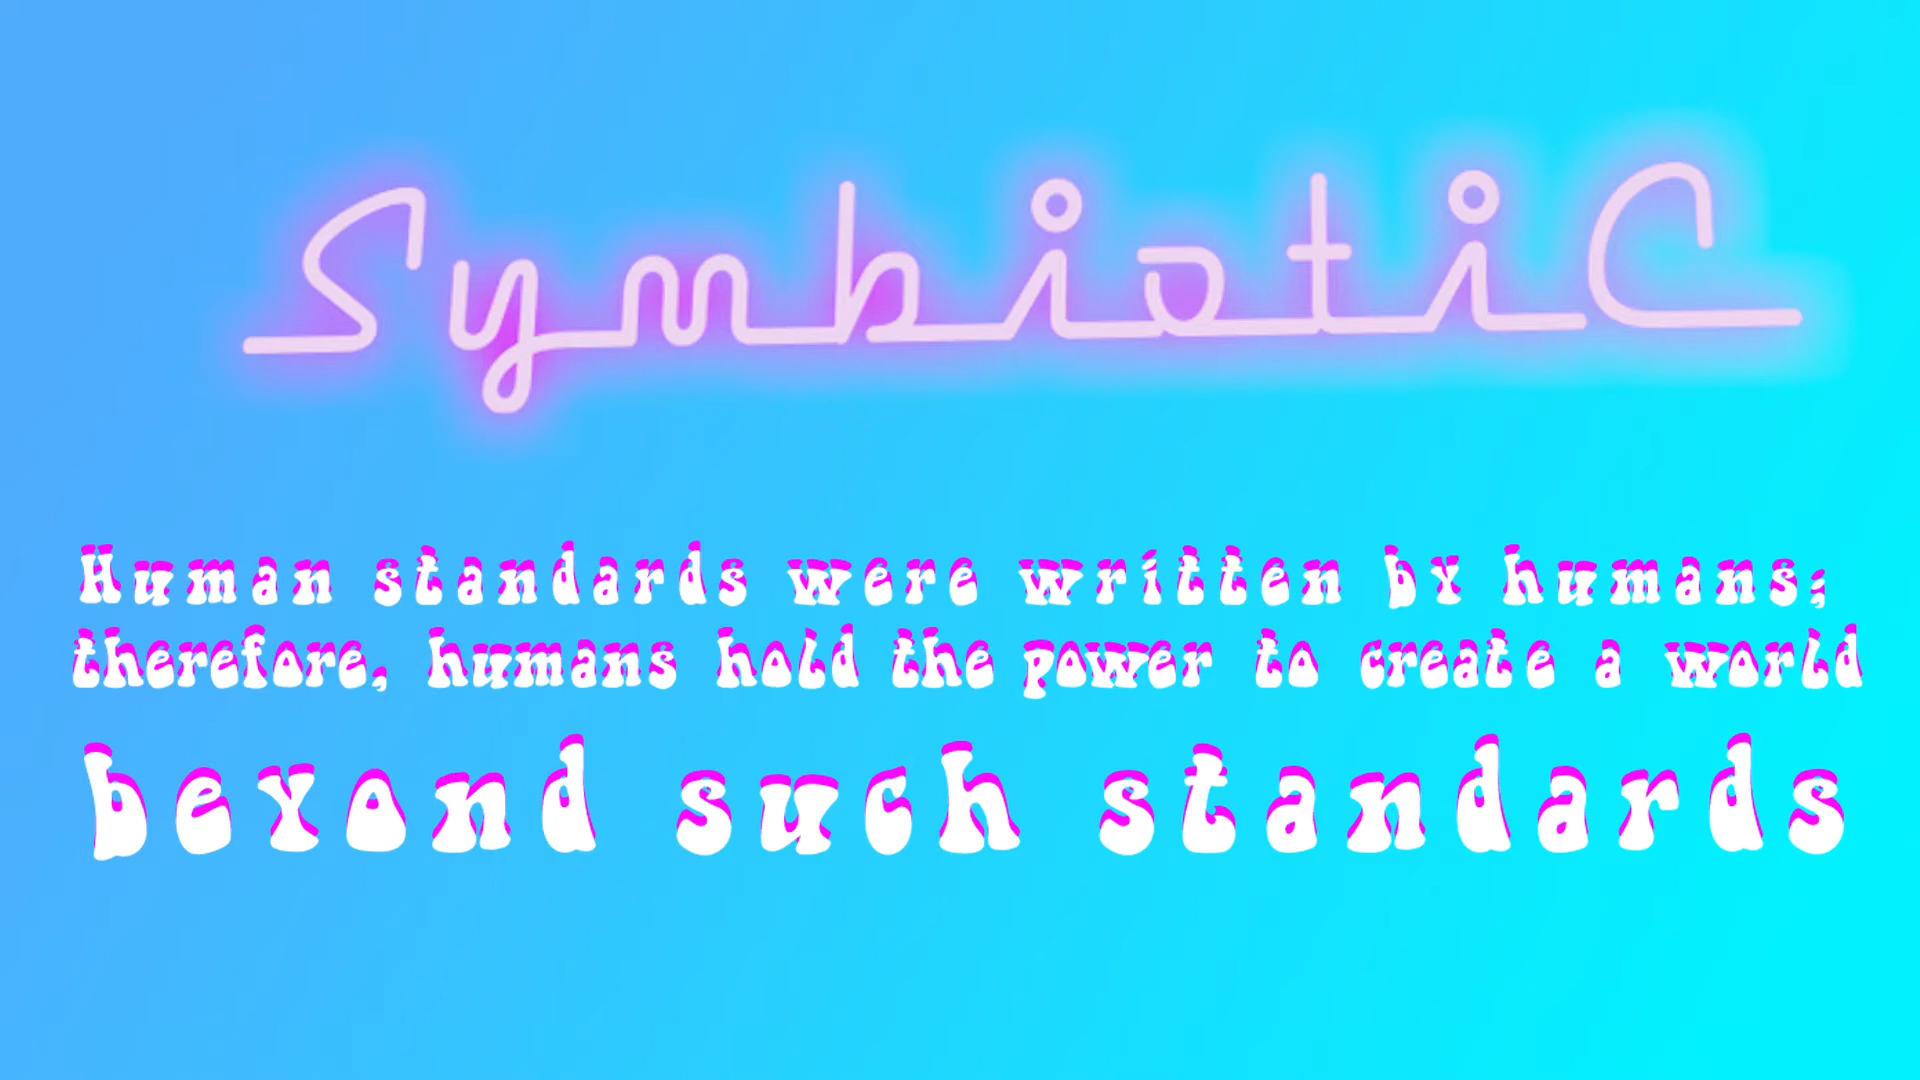 SymbiotiC
Human standards were written by humans;
therefore, humans hold the power to create a world
beyond such standards